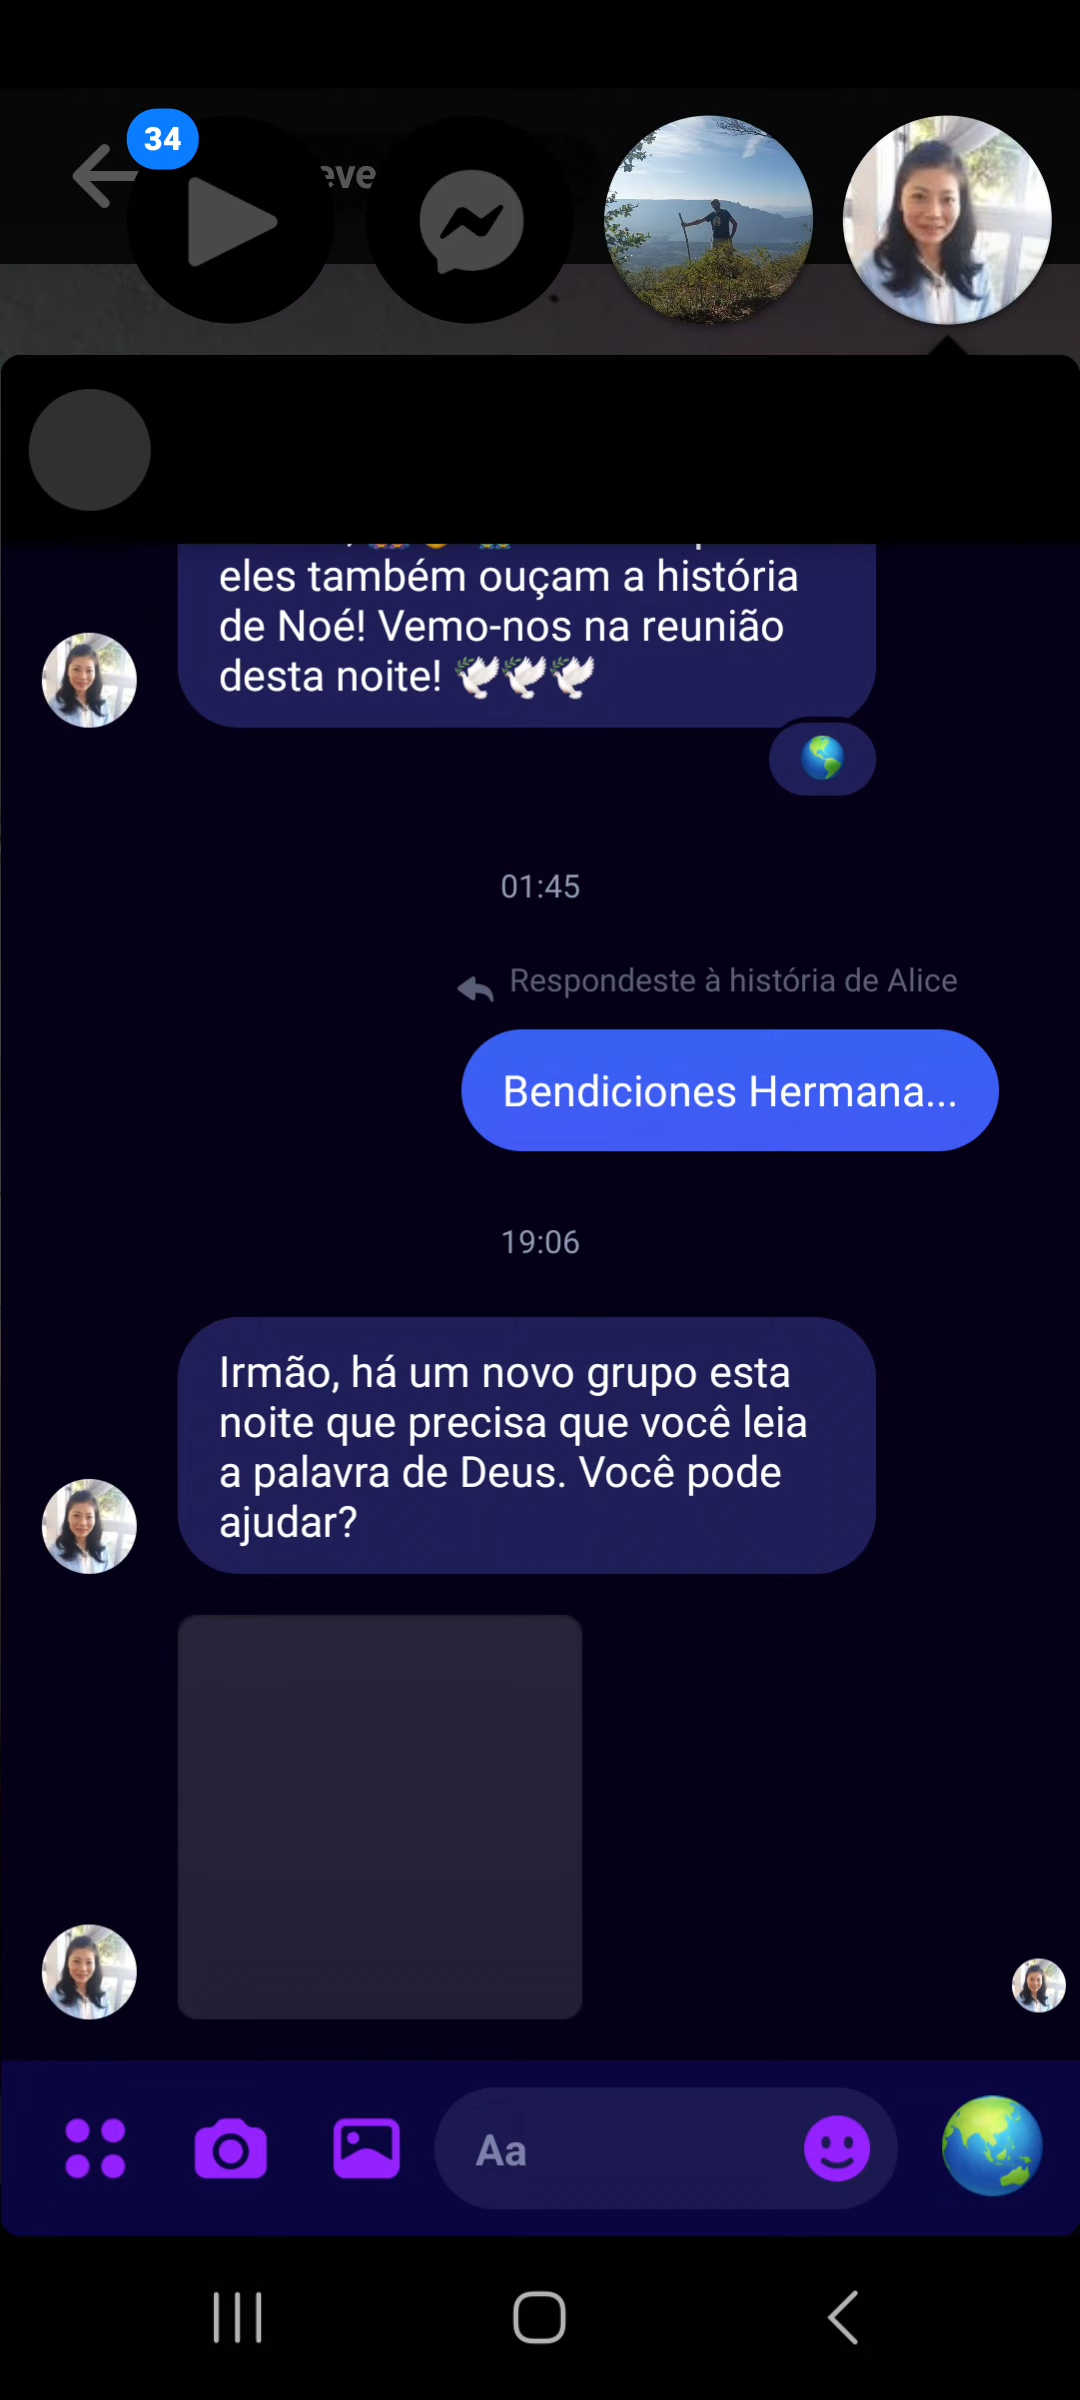 34
eles também ouçam a história
de Noé! Vemo-nos na reunião
desta noite! 🕊️🕊️🕊️
01:45
Respondeste à história de Alice
Bendiciones Hermana...
19:06
Irmão, há um novo grupo esta
noite que precisa que você leia
a palavra de Deus. Você pode
ajudar?
Aa